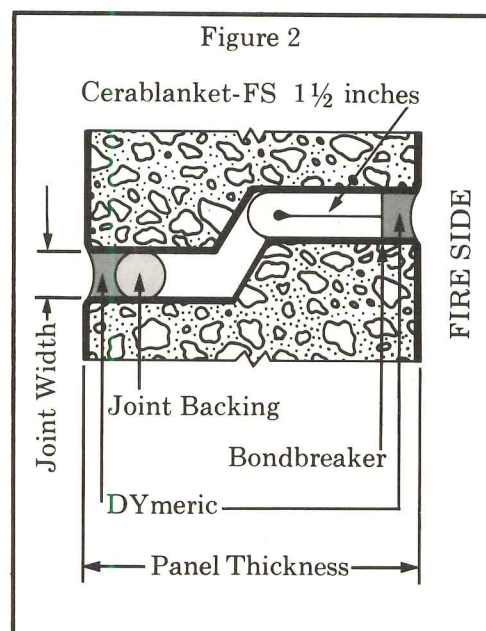 Figure 2
Cerablanket-FS 1½ inches
FIRE SIDE
Joint Width
Joint Backing
Bondbreaker
DYmeric
Panel Thickness